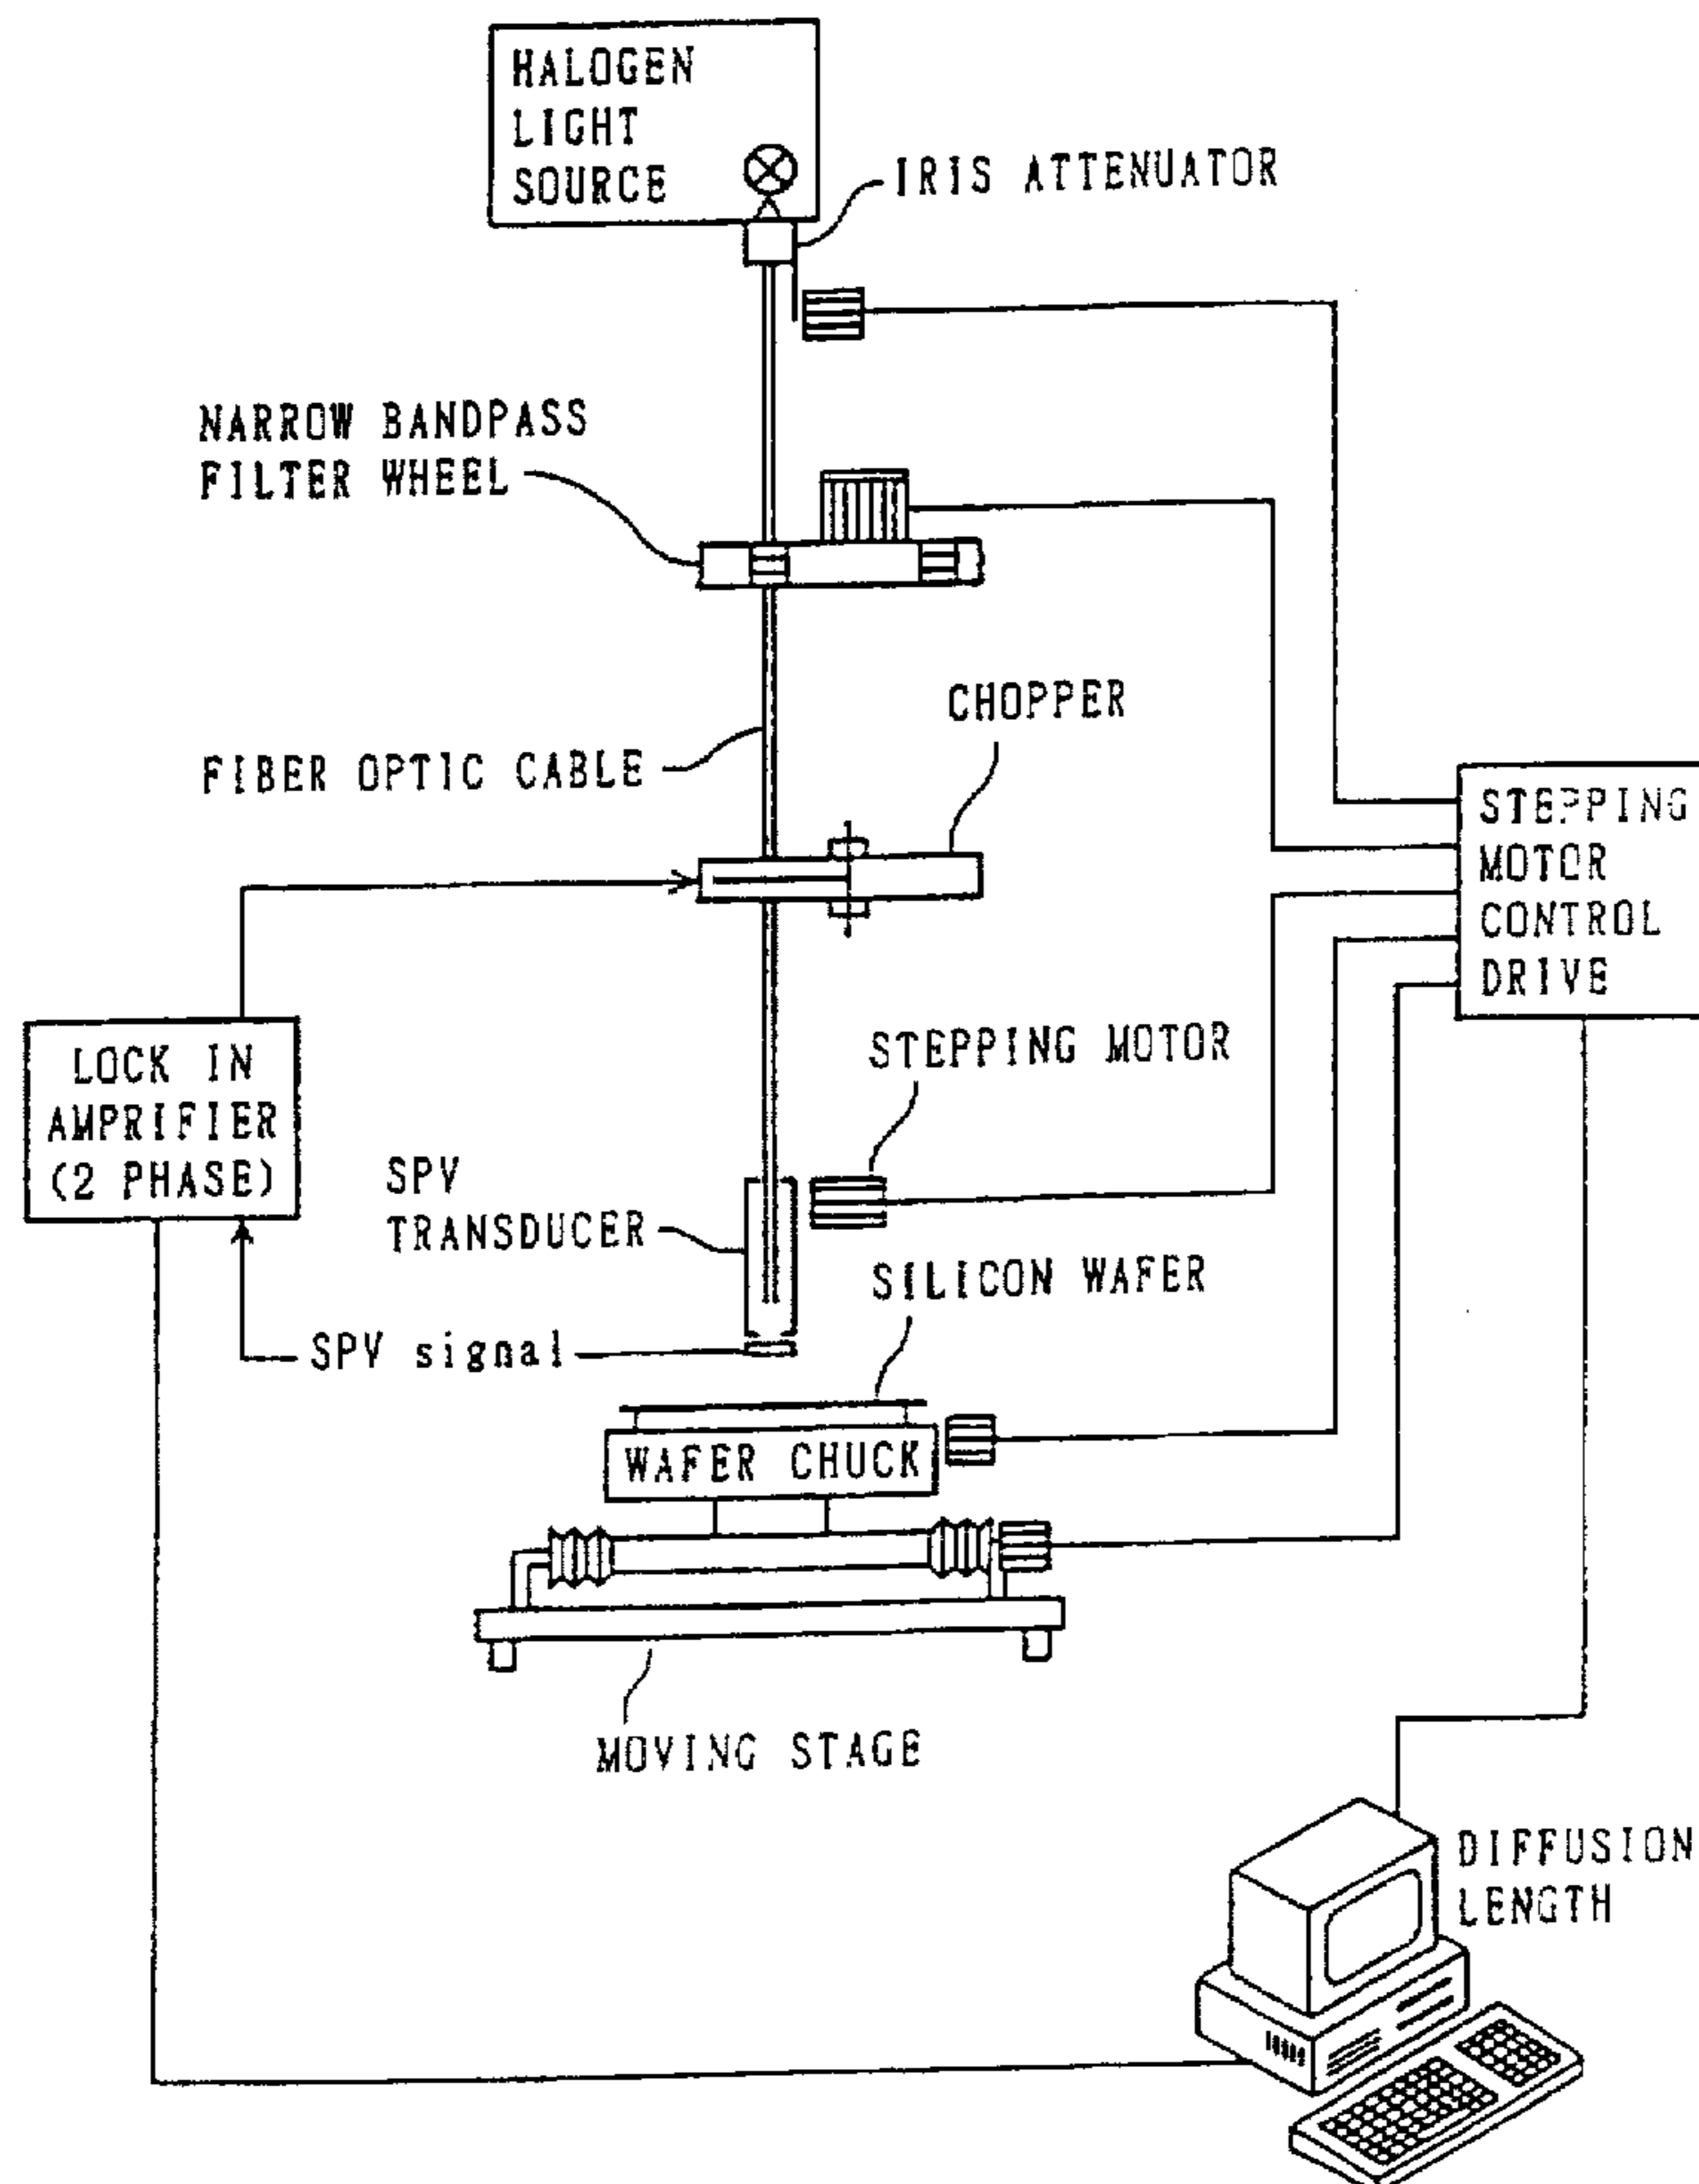 HALOGEN
LIGHT
SOURCE
IRIS ATTENUATOR
NARROW BANDPASS
FILTER WHEEL
CHOPPER
FIBER OPTIC CABLE
STEPPING
MOTOR
CONTROL
DRIVE
STEPPING MOTOR
LOCK IN
AMPRIFIER
(2 PHASE)
SPV
TRANSDUCER
SILICON WAFER
SPV signal
WAFER CHUCK
MOVING STAGE
DIFFUSION
LENGTH